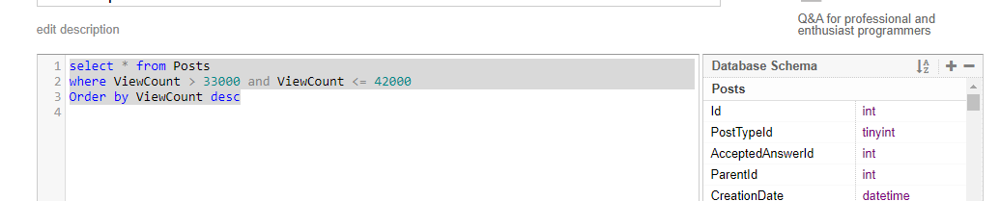 edit description
Q&A for professional and
enthusiast programmers
1 select * from Posts
2 where ViewCount > 33000 and ViewCount <= 42000
3 Order by ViewCount desc
4
Database Schema
Posts
Id int
PostTypeId tinyint
AcceptedAnswerId int
ParentId int
CreationDate datetime